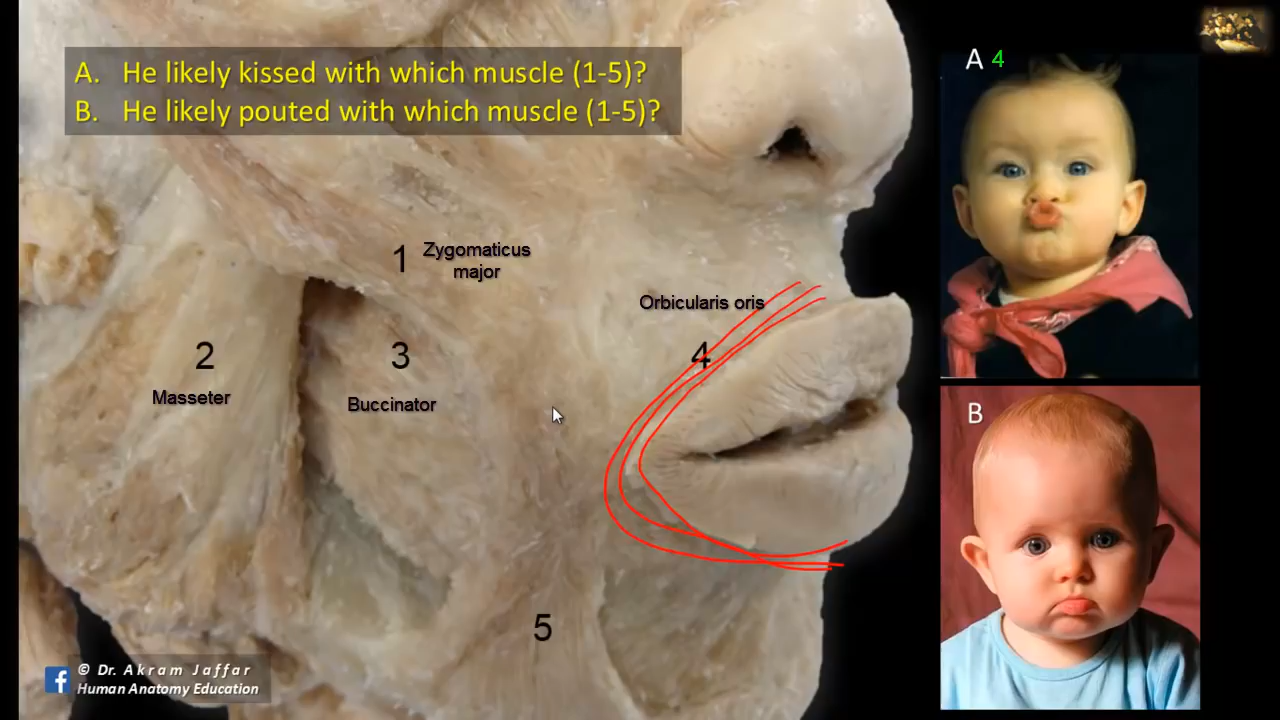 A. He likely kissed with which muscle (1-5)?
B. He likely pouted with which muscle (1-5)?
A 4
1 Zygomaticus
major
Orbicularis oris
2
3
4
Masseter
Buccinator
B
5
© Dr. Akram Jaffar
Human Anatomy Education